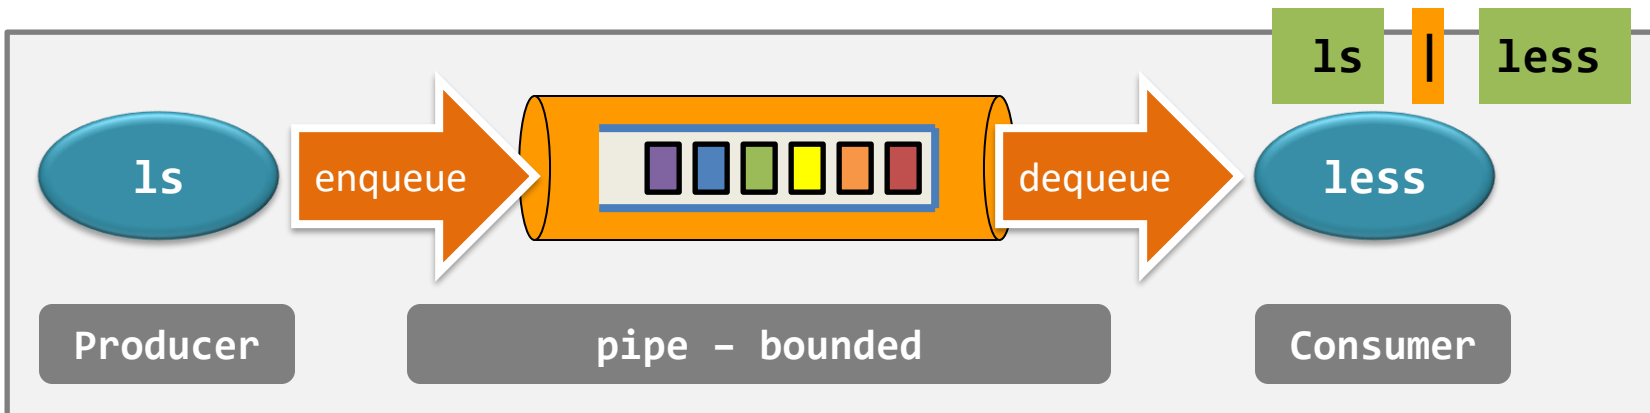 ls | less
ls enqueue dequeue less
Producer pipe – bounded Consumer